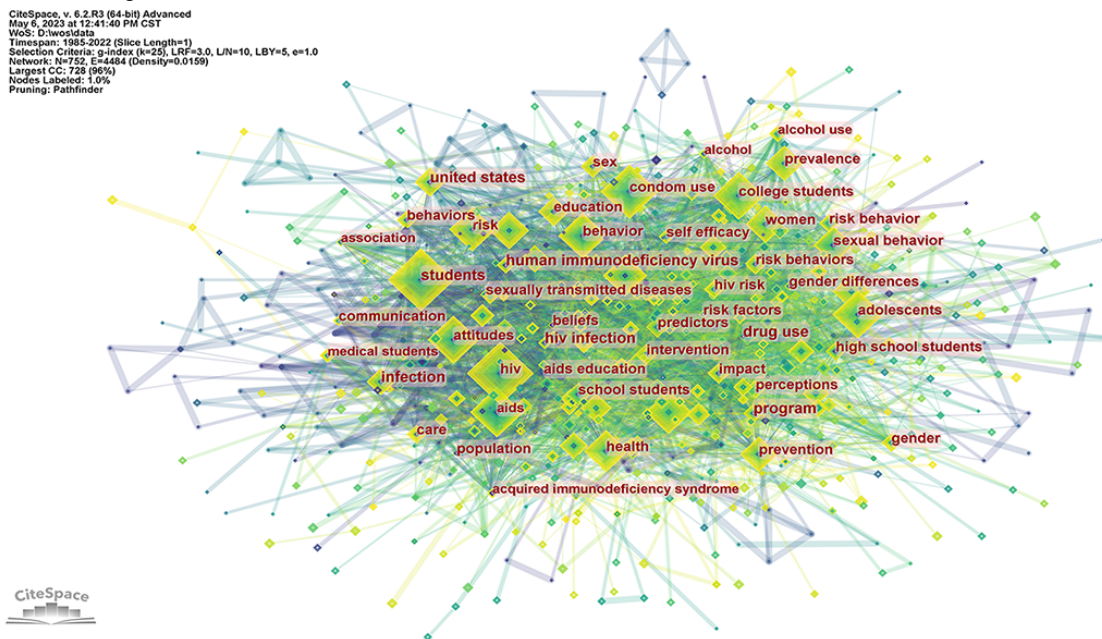 CiteSpace, v. 6.2.R3 (64-bit) Advanced
May 6, 2023 at 12:41:40 PM CST
WoS: D:\wos\data
Timespan: 1985-2022 (Slice Length=1)
Selection Criteria: g-index (k=25), LRF=3.0, L/N=10, LBY=5, e=1.0
Network: N=752, E=4484 (Density=0.0159)
Largest CC: 728 (96%)
Nodes Labeled: 1.0%
Pruning: Pathfinder
alcohol use
alcohol
prevalence
sex
united states
condom use
college students
education
behaviors
risk
women
risk behavior
behavior
self efficacy
association
sexual behavior
human immunodeficiency virus
risk behaviors
students
gender differences
sexually transmitted diseases
hiv risk
risk factors
adolescents
communication
beliefs
predictors
attitudes
hiv infection
drug use
medical students
intervention
high school students
hiv
aids education
impact
infection
school students
perceptions
aids
program
care
gender
population
health
prevention
acquired immunodeficiency syndrome
CiteSpace